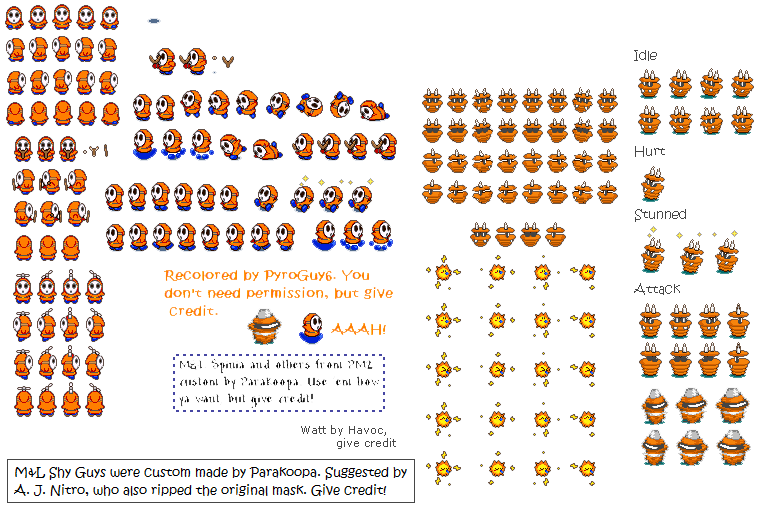 Idle
Hurt
Stunned
Attack
Recolored by PyroGuy6. You
don't need permission, but give
credit.
AAAH!
M&L Spinia and others from PM2
custom by Parakoopa. Use 'em how
ya want, but give credit!
Watt by Havoc,
give credit
M&L Shy Guys were custom made by Parakoopa. Suggested by
A. J. Nitro, who also ripped the original mask. Give credit!